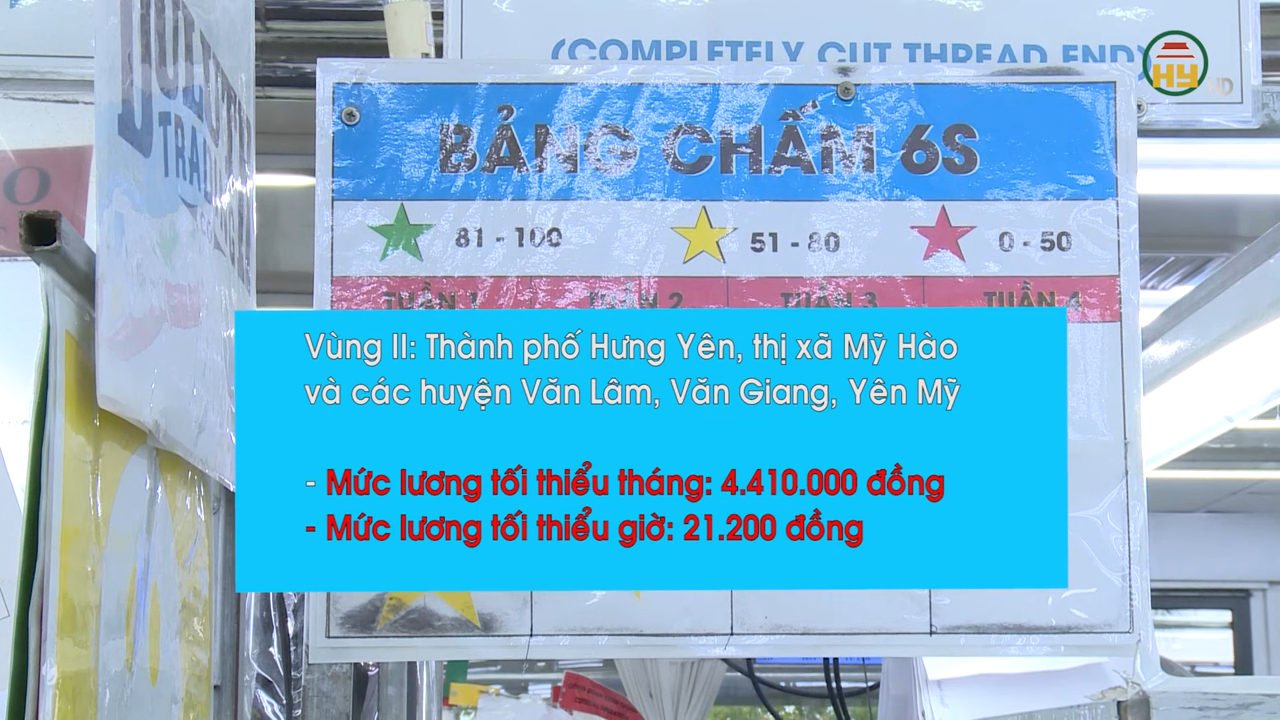 (COMPLETELY CUT THREAD END)
HY
HD
BẢNG CHẤM 6S
81 - 100
51 - 80
0 - 50
TUẦN 1
TUẦN 2
TUẦN 3
TUẦN 4
Vùng II: Thành phố Hưng Yên, thị xã Mỹ Hào
và các huyện Văn Lâm, Văn Giang, Yên Mỹ
- Mức lương tối thiểu tháng: 4.410.000 đồng
- Mức lương tối thiểu giờ: 21.200 đồng